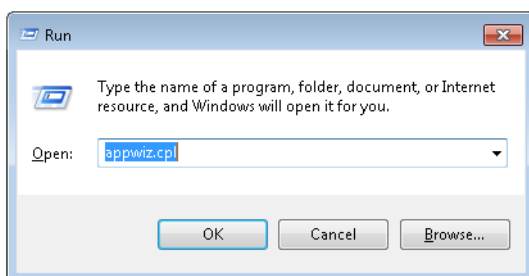 Run
Type the name of a program, folder, document, or Internet
resource, and Windows will open it for you.
Open: appwiz.cpl
OK Cancel Browse...